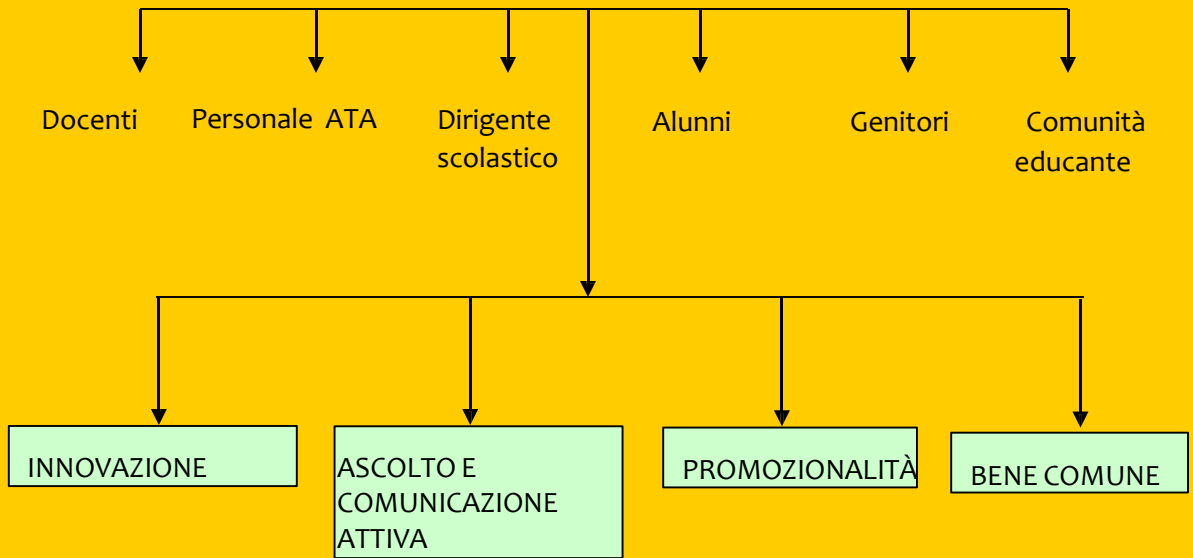 Docenti
Personale ATA
Dirigente
scolastico
Alunni
Genitori
Comunità
educante
INNOVAZIONE
ASCOLTO E
COMUNICAZIONE
ATTIVA
PROMOZIONALITÀ
BENE COMUNE